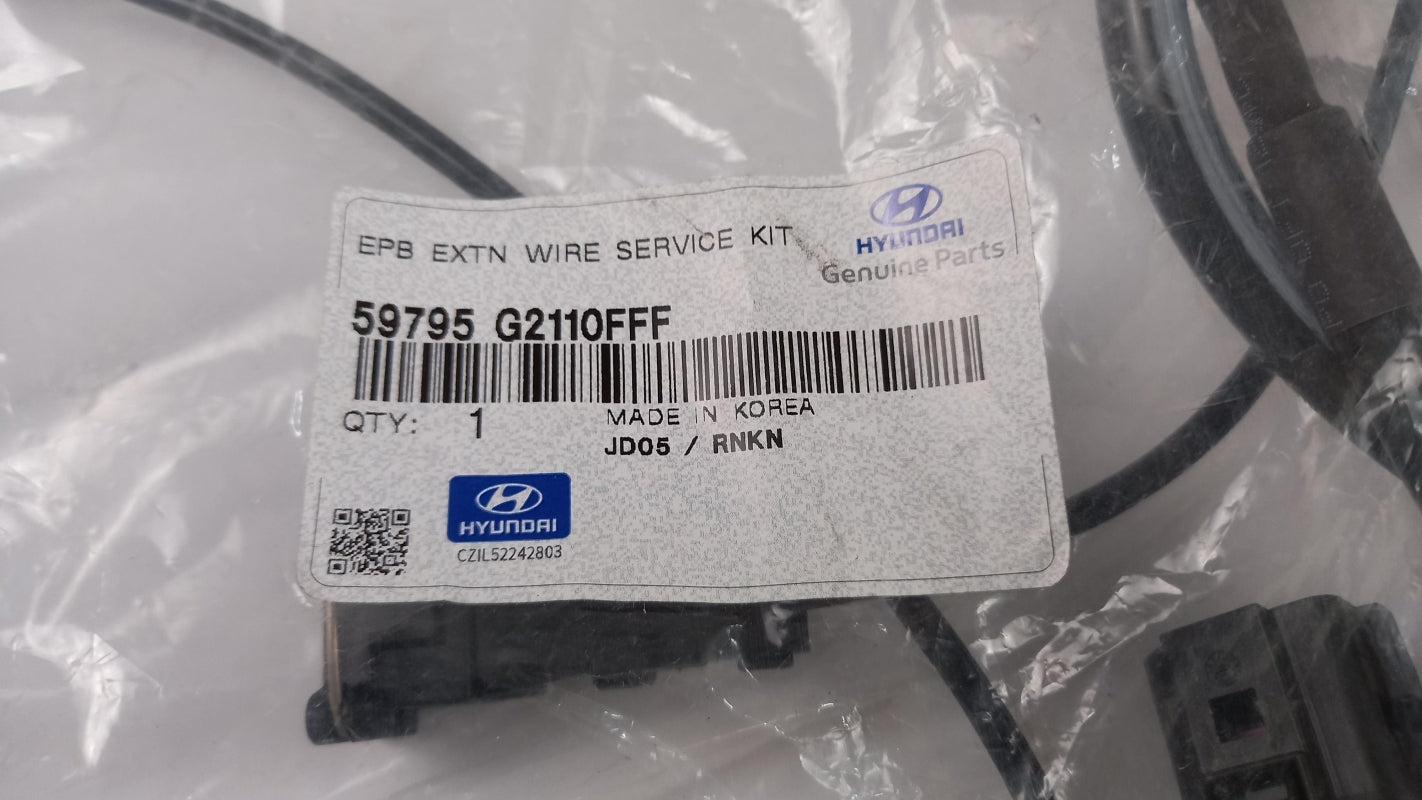 EPB EXTN WIRE SERVICE KIT
HYUNDAI
Genuine Parts
59795 G2110FFF
QTY: 1
MADE IN KOREA
JD05 / RNKN
HYUNDAI
CZIL52242803